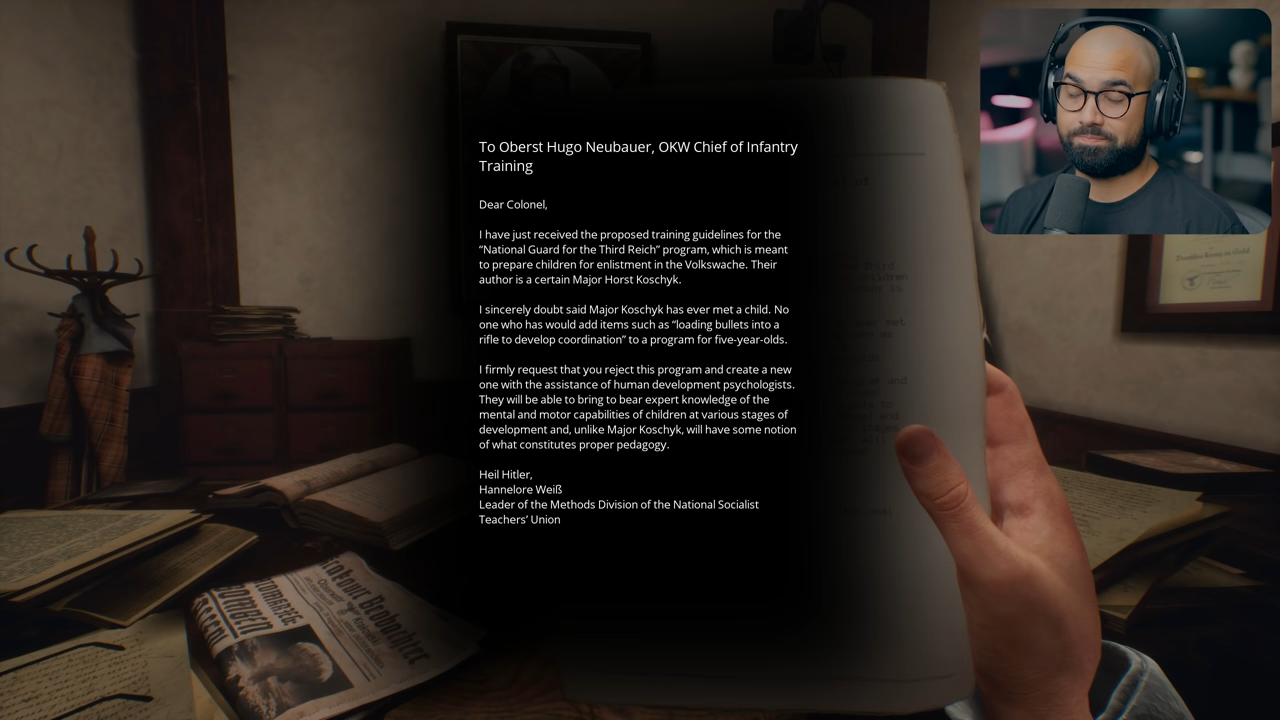 To Oberst Hugo Neubauer, OKW Chief of Infantry
Training
Dear Colonel,
I have just received the proposed training guidelines for the
“National Guard for the Third Reich” program, which is meant
to prepare children for enlistment in the Volkswache. Their
author is a certain Major Horst Koschyk.
I sincerely doubt said Major Koschyk has ever met a child. No
one who has would add items such as “loading bullets into a
rifle to develop coordination” to a program for five-year-olds.
I firmly request that you reject this program and create a new
one with the assistance of human development psychologists.
They will be able to bring to bear expert knowledge of the
mental and motor capabilities of children at various stages of
development and, unlike Major Koschyk, will have some notion
of what constitutes proper pedagogy.
Heil Hitler,
Hannelore Weiß
Leader of the Methods Division of the National Socialist
Teachers’ Union
Beobachter